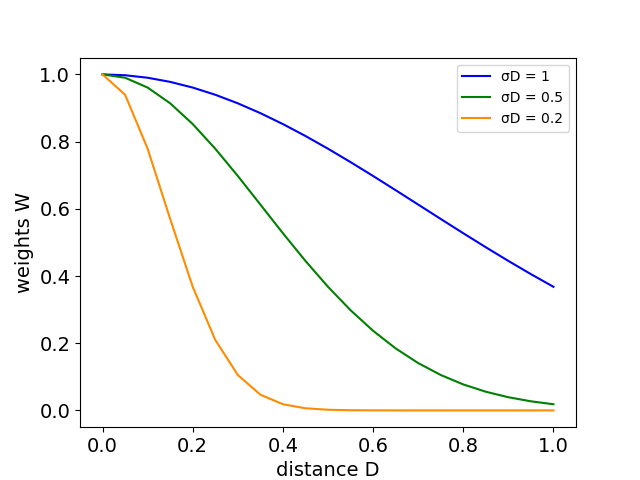 σD = 1
σD = 0.5
σD = 0.2
1.0
0.8
0.6
0.4
0.2
0.0
weights W
0.0 0.2 0.4 0.6 0.8 1.0
distance D